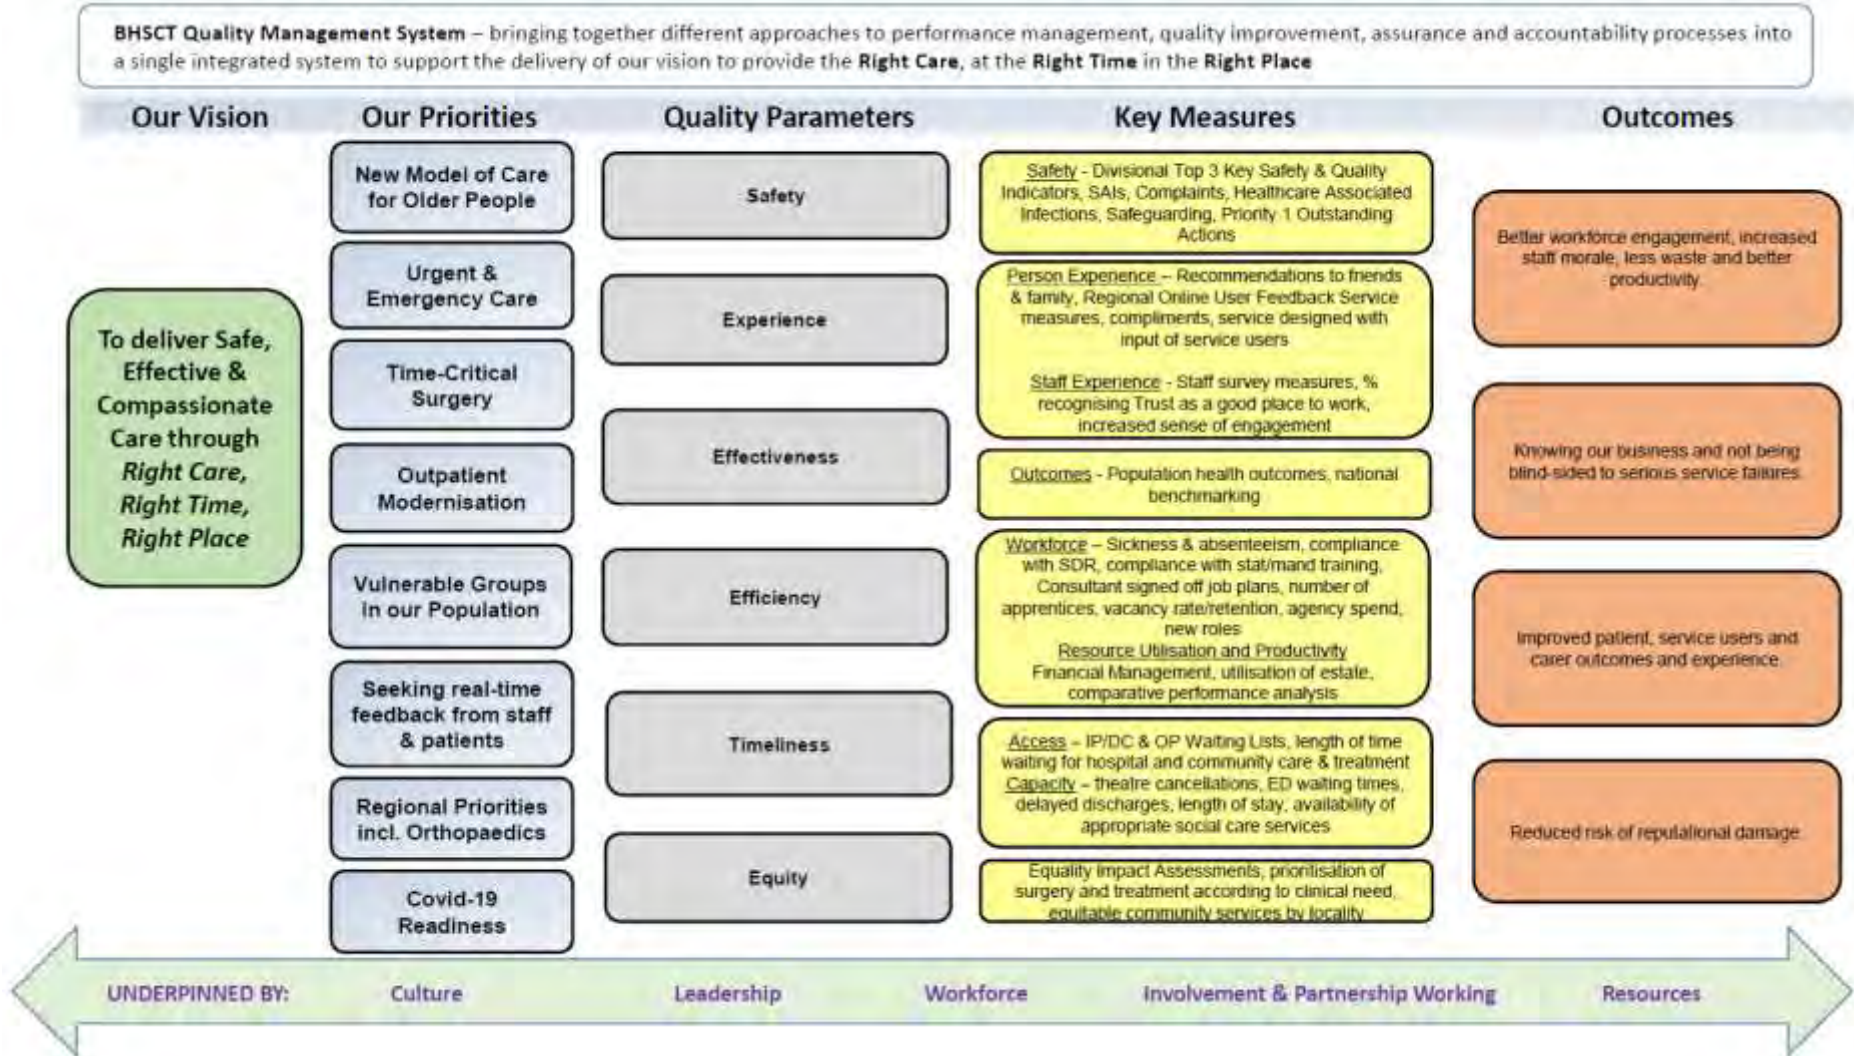 BHSCT Quality Management System – bringing together different approaches to performance management, quality improvement, assurance and accountability processes into
a single integrated system to support the delivery of our vision to provide the Right Care, at the Right Time in the Right Place
Our Vision
Our Priorities
Quality Parameters
Key Measures
Outcomes
To deliver Safe,
Effective &
Compassionate
Care through
Right Care,
Right Time,
Right Place
New Model of Care
for Older People
Urgent &
Emergency Care
Time-Critical
Surgery
Outpatient
Modernisation
Vulnerable Groups
in our Population
Seeking real-time
feedback from staff
& patients
Regional Priorities
incl. Orthopaedics
Covid-19
Readiness
Safety
Experience
Effectiveness
Efficiency
Timeliness
Equity
Safety - Divisional Top 3 Key Safety & Quality
Indicators, SAIs, Complaints, Healthcare Associated
Infections, Safeguarding, Priority 1 Outstanding
Actions
Person Experience – Recommendations to friends
& family, Regional Online User Feedback Service
measures, compliments, service designed with
input of service users
Staff Experience - Staff survey measures, %
recognising Trust as a good place to work,
increased sense of engagement
Outcomes - Population health outcomes, national
benchmarking
Workforce – Sickness & absenteeism, compliance
with SDR, compliance with stat/mand training,
Consultant signed off job plans, number of
apprentices, vacancy rate/retention, agency spend,
new roles
Resource Utilisation and Productivity
Financial Management, utilisation of estate,
comparative performance analysis
Access – IP/DC & OP Waiting Lists, length of time
waiting for hospital and community care & treatment
Capacity – theatre cancellations, ED waiting times,
delayed discharges, length of stay, availability of
appropriate social care services
Equality Impact Assessments, prioritisation of
surgery and treatment according to clinical need,
equitable community services by locality
Better workforce engagement, increased
staff morale, less waste and better
productivity.
Knowing our business and not being
blind-sided to serious service failures.
Improved patient, service users and
carer outcomes and experience.
Reduced risk of reputational damage.
UNDERPINNED BY:
Culture
Leadership
Workforce
Involvement & Partnership Working
Resources